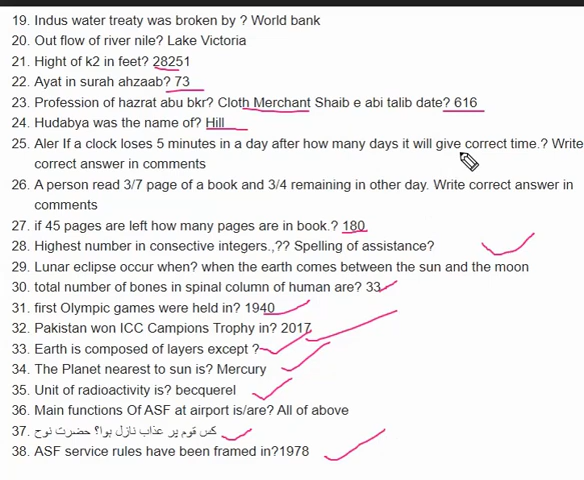 19. Indus water treaty was broken by ? World bank
20. Out flow of river nile? Lake Victoria
21. Hight of k2 in feet? 28251
22. Ayat in surah ahzaab? 73
23. Profession of hazrat abu bkr? Cloth Merchant Shaib e abi talib date? 616
24. Hudabya was the name of? Hill
25. Aler If a clock loses 5 minutes in a day after how many days it will give correct time.? Write
correct answer in comments
26. A person read 3/7 page of a book and 3/4 remaining in other day. Write correct answer in
comments
27. if 45 pages are left how many pages are in book.? 180
28. Highest number in consective integers.,?? Spelling of assistance?
29. Lunar eclipse occur when? when the earth comes between the sun and the moon
30. total number of bones in spinal column of human are? 33
31. first Olympic games were held in? 1940
32. Pakistan won ICC Campions Trophy in? 2017
33. Earth is composed of layers except ?
34. The Planet nearest to sun is? Mercury
35. Unit of radioactivity is? becquerel
36. Main functions Of ASF at airport is/are? All of above
37. کس قوم پر عذاب نازل ہوا؟ حضرت نوح
38. ASF service rules have been framed in?1978